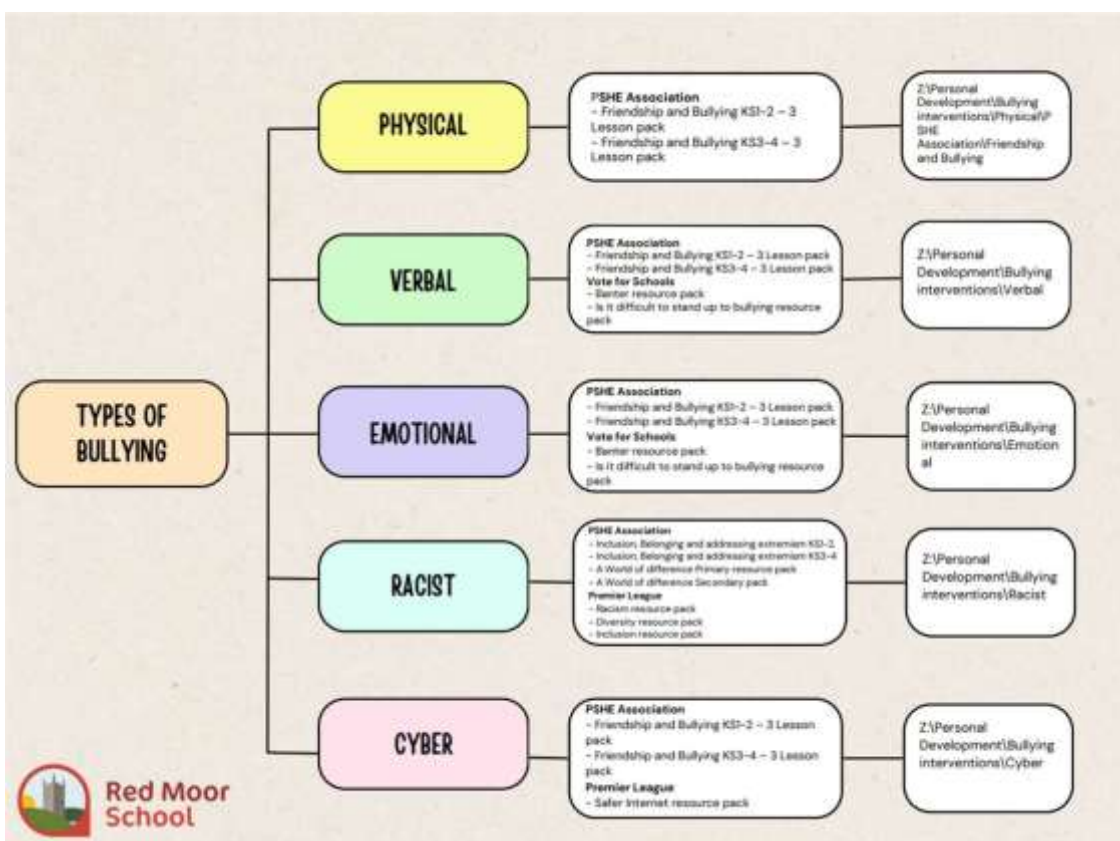 TYPES OF
BULLYING
PHYSICAL
PSHE Association
- Friendship and Bullying KS1-2 – 3
Lesson pack
- Friendship and Bullying KS3-4 – 3
Lesson pack
Z:\Personal
Development\Bullying
interventions\Physical\P
SHE
Association\Friendship
and Bullying
VERBAL
PSHE Association
- Friendship and Bullying KS1-2 – 3 Lesson pack
- Friendship and Bullying KS3-4 – 3 Lesson pack
Vote for Schools
- Banter resource pack
- Is it difficult to stand up to bullying resource
pack
Z:\Personal
Development\Bullying
interventions\Verbal
EMOTIONAL
PSHE Association
- Friendship and Bullying KS1-2 – 3 Lesson pack
- Friendship and Bullying KS3-4 – 3 Lesson pack
Vote for Schools
- Banter resource pack
- Is it difficult to stand up to bullying resource
pack
Z:\Personal
Development\Bullying
interventions\Emotion
al
RACIST
PSHE Association
- Inclusion, Belonging and addressing extremism KS1-2
- Inclusion, Belonging and addressing extremism KS3-4
- A World of difference Primary resource pack
- A World of difference Secondary pack
Premier League
- Racism resource pack
- Diversity resource pack
- Inclusion resource pack
Z:\Personal
Development\Bullying
interventions\Racist
CYBER
PSHE Association
- Friendship and Bullying KS1-2 – 3 Lesson
pack
- Friendship and Bullying KS3-4 – 3 Lesson
pack
Premier League
- Safer Internet resource pack
Z:\Personal
Development\Bullying
interventions\Cyber
Red Moor
School